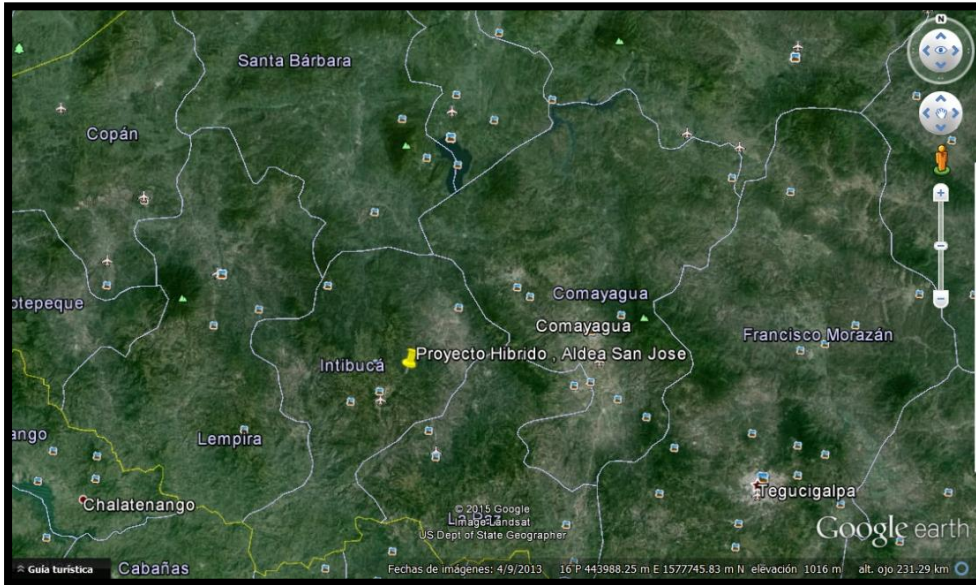 N
Santa Bárbara
Copán
otepeque
Comayagua
Comayagua
Francisco Morazán
Proyecto Hibrido , Aldea San Jose
Intibucá
ango
Lempira
Tegucigalpa
Chalatenango
La Paz
© 2015 Google
Image Landsat
US Dept of State Geographer
Google earth
Guía turística
Cabañas
Fechas de imágenes: 4/9/2013 16 P 443988.25 m E 1577745.83 m N elevación 1016 m alt. ojo 231.29 km